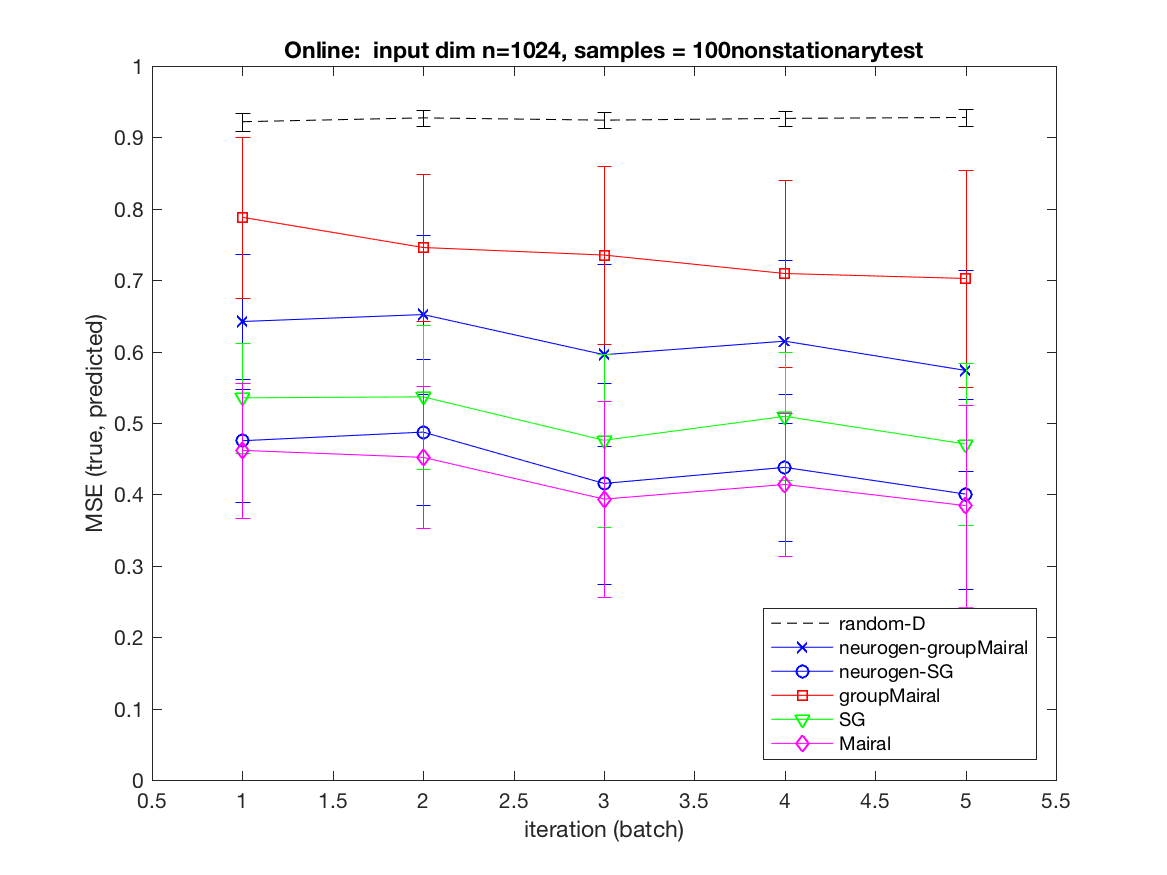 Online:  input dim n=1024, samples = 100nonstationarytest
MSE (true, predicted)
1
0.9
0.8
0.7
0.6
0.5
0.4
0.3
0.2
0.1
0
0.5
1
1.5
2
2.5
3
3.5
4
4.5
5
5.5
iteration (batch)
random-D
neurogen-groupMairal
neurogen-SG
groupMairal
SG
Mairal